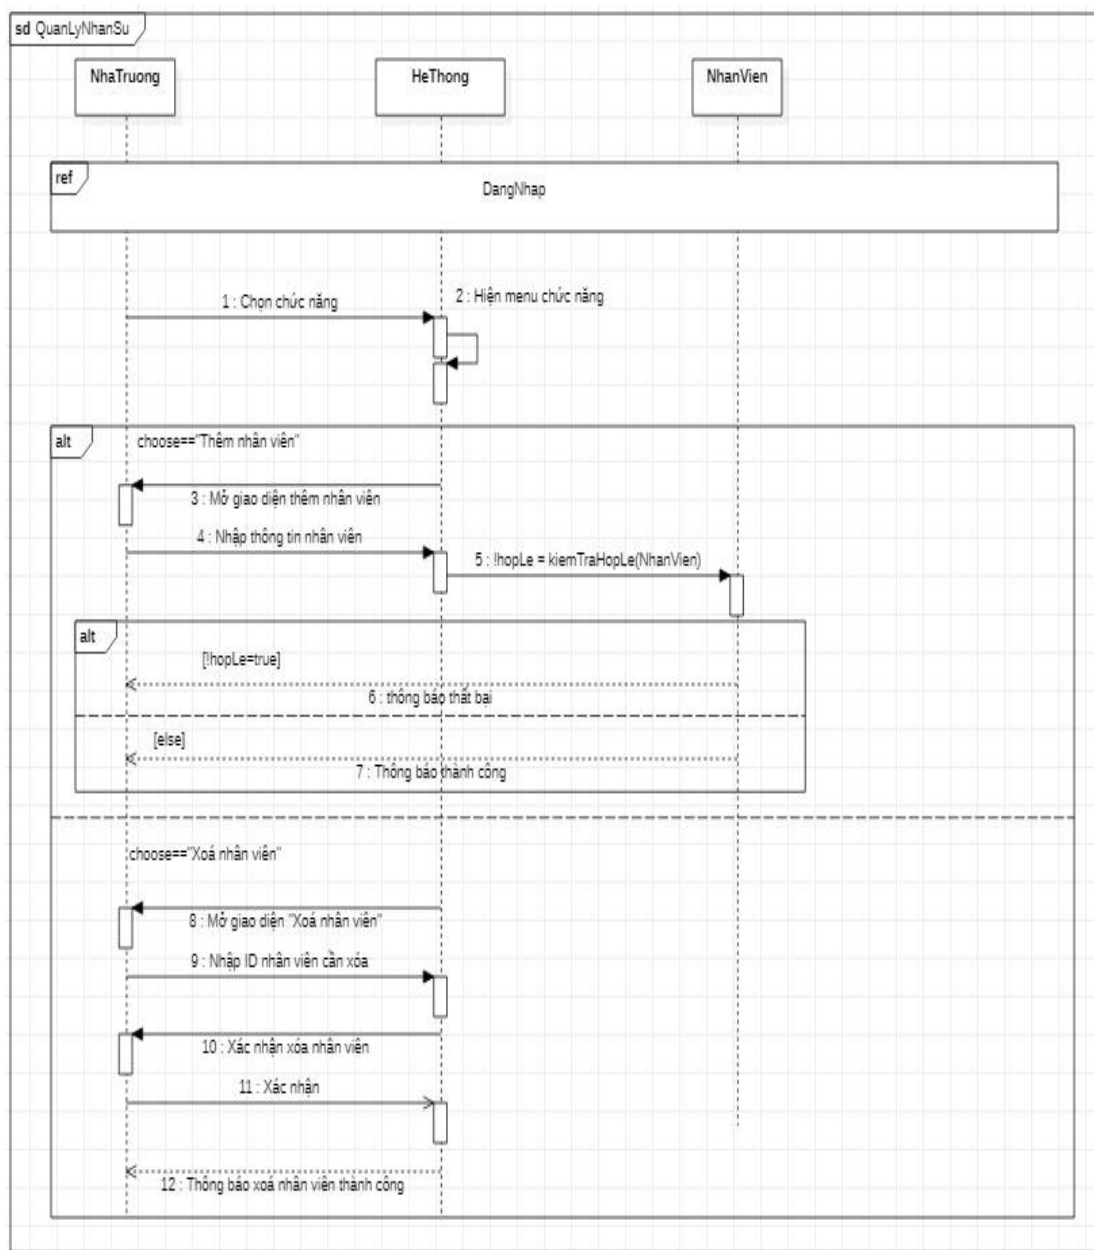 sd QuanLyNhanSu
NhaTruong
HeThong
NhanVien
ref
DangNhap
1 : Chọn chức năng
2 : Hiện menu chức năng
alt
choose=="Thêm nhân viên"
3 : Mở giao diện thêm nhân viên
4 : Nhập thông tin nhân viên
5 : !hopLe = kiemTraHopLe(NhanVien)
alt
[!hopLe=true]
6 : thông báo thất bại
[else]
7 : Thông báo thành công
choose=="Xoá nhân viên"
8 : Mở giao diện "Xoá nhân viên"
9 : Nhập ID nhân viên cần xóa
10 : Xác nhận xóa nhân viên
11 : Xác nhận
12 : Thông báo xoá nhân viên thành công